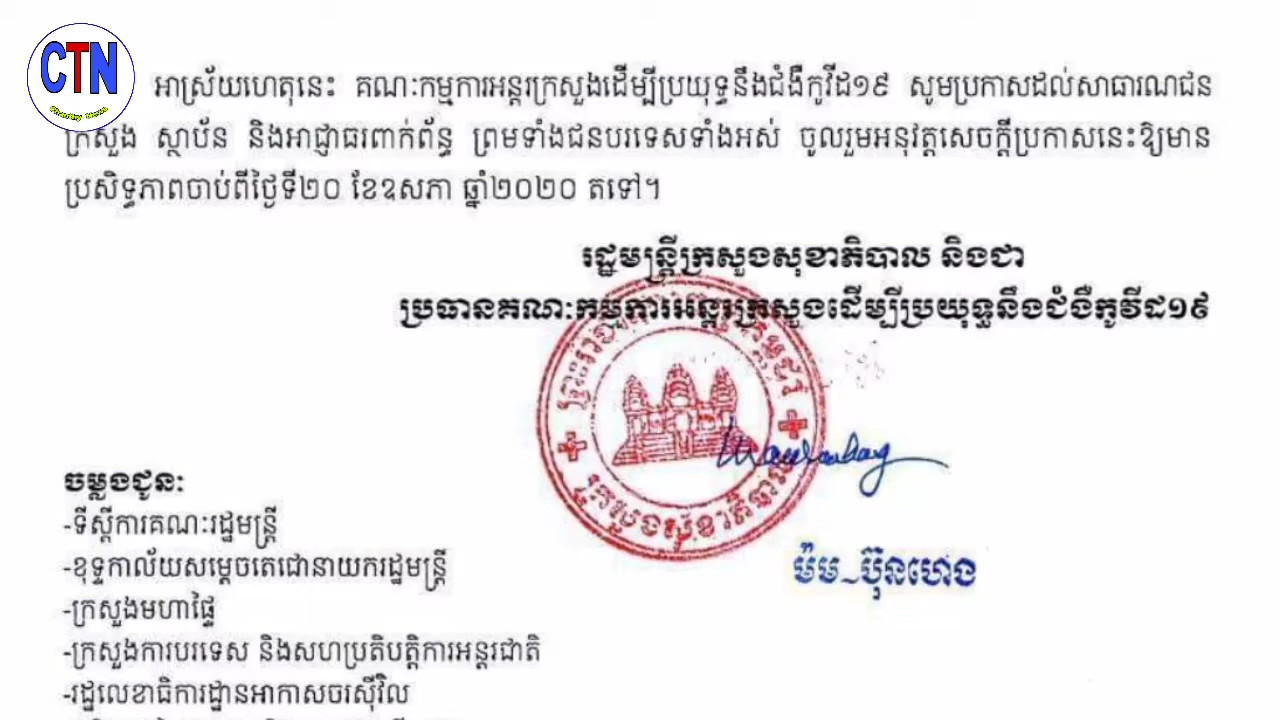 CTN
អាស្រ័យហេតុនេះ គណៈកម្មការអន្តរក្រសួងដើម្បីប្រយុទ្ធនឹងជំងឺកូវីដ១៩ សូមប្រកាសដល់សាធារណជន
ក្រសួង ស្ថាប័ន និងអាជ្ញាធរពាក់ព័ន្ធ ព្រមទាំងជនបរទេសទាំងអស់ ចូលរួមអនុវត្តសេចក្តីប្រកាសនេះឱ្យមាន
ប្រសិទ្ធភាពចាប់ពីថ្ងៃទី២០ ខែឧសភា ឆ្នាំ២០២០ តទៅ។
រដ្ឋមន្ត្រីក្រសួងសុខាភិបាល និងជា
ប្រធានគណៈកម្មការអន្តរក្រសួងដើម្បីប្រយុទ្ធនឹងជំងឺកូវីដ១៩
ក្រសួងសុខាភិបាល
ម៉ម ប៊ុនហេង
ចម្លងជូនៈ
-ទីស្តីការគណៈរដ្ឋមន្ត្រី
-ខុទ្ទកាល័យសម្តេចតេជោនាយករដ្ឋមន្ត្រី
-ក្រសួងមហាផ្ទៃ
-ក្រសួងការបរទេស និងសហប្រតិបត្តិការអន្តរជាតិ
-រដ្ឋលេខាធិការដ្ឋានអាកាសចរស៊ីវិល